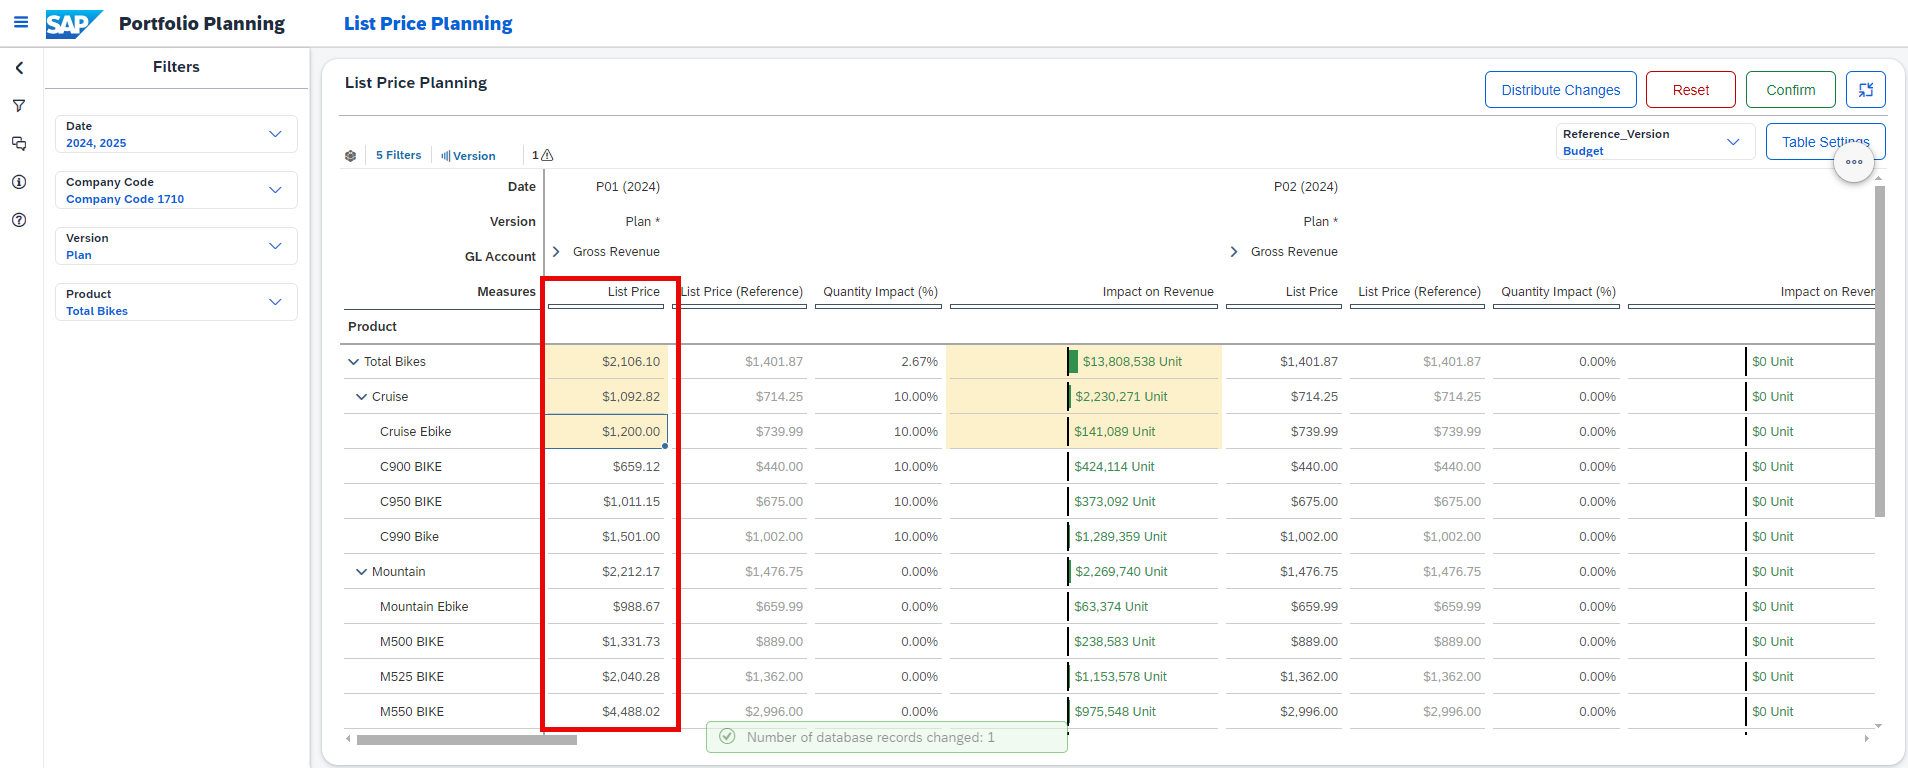 SAP Portfolio Planning List Price Planning
Filters
Date
2024, 2025
Company Code
Company Code 1710
Version
Plan
Product
Total Bikes
List Price Planning
Distribute Changes Reset Confirm
5 Filters Version 1
Reference_Version
Budget
Table Settings
Date P01 (2024) P02 (2024)
Version Plan * Plan *
GL Account Gross Revenue Gross Revenue
Measures List Price List Price (Reference) Quantity Impact (%) Impact on Revenue List Price List Price (Reference) Quantity Impact (%) Impact on Reven
Product
Total Bikes $2,106.10 $1,401.87 2.67% $13,808,538 Unit $1,401.87 $1,401.87 0.00% $0 Unit
Cruise $1,092.82 $714.25 10.00% $2,230,271 Unit $714.25 $714.25 0.00% $0 Unit
Cruise Ebike $1,200.00 $739.99 10.00% $141,089 Unit $739.99 $739.99 0.00% $0 Unit
C900 BIKE $659.12 $440.00 10.00% $424,114 Unit $440.00 $440.00 0.00% $0 Unit
C950 BIKE $1,011.15 $675.00 10.00% $373,092 Unit $675.00 $675.00 0.00% $0 Unit
C990 Bike $1,501.00 $1,002.00 10.00% $1,289,359 Unit $1,002.00 $1,002.00 0.00% $0 Unit
Mountain $2,212.17 $1,476.75 0.00% $2,269,740 Unit $1,476.75 $1,476.75 0.00% $0 Unit
Mountain Ebike $988.67 $659.99 0.00% $63,374 Unit $659.99 $659.99 0.00% $0 Unit
M500 BIKE $1,331.73 $889.00 0.00% $238,583 Unit $889.00 $889.00 0.00% $0 Unit
M525 BIKE $2,040.28 $1,362.00 0.00% $1,153,578 Unit $1,362.00 $1,362.00 0.00% $0 Unit
M550 BIKE $4,488.02 $2,996.00 0.00% $975,548 Unit $2,996.00 $2,996.00 0.00% $0 Unit
Number of database records changed: 1